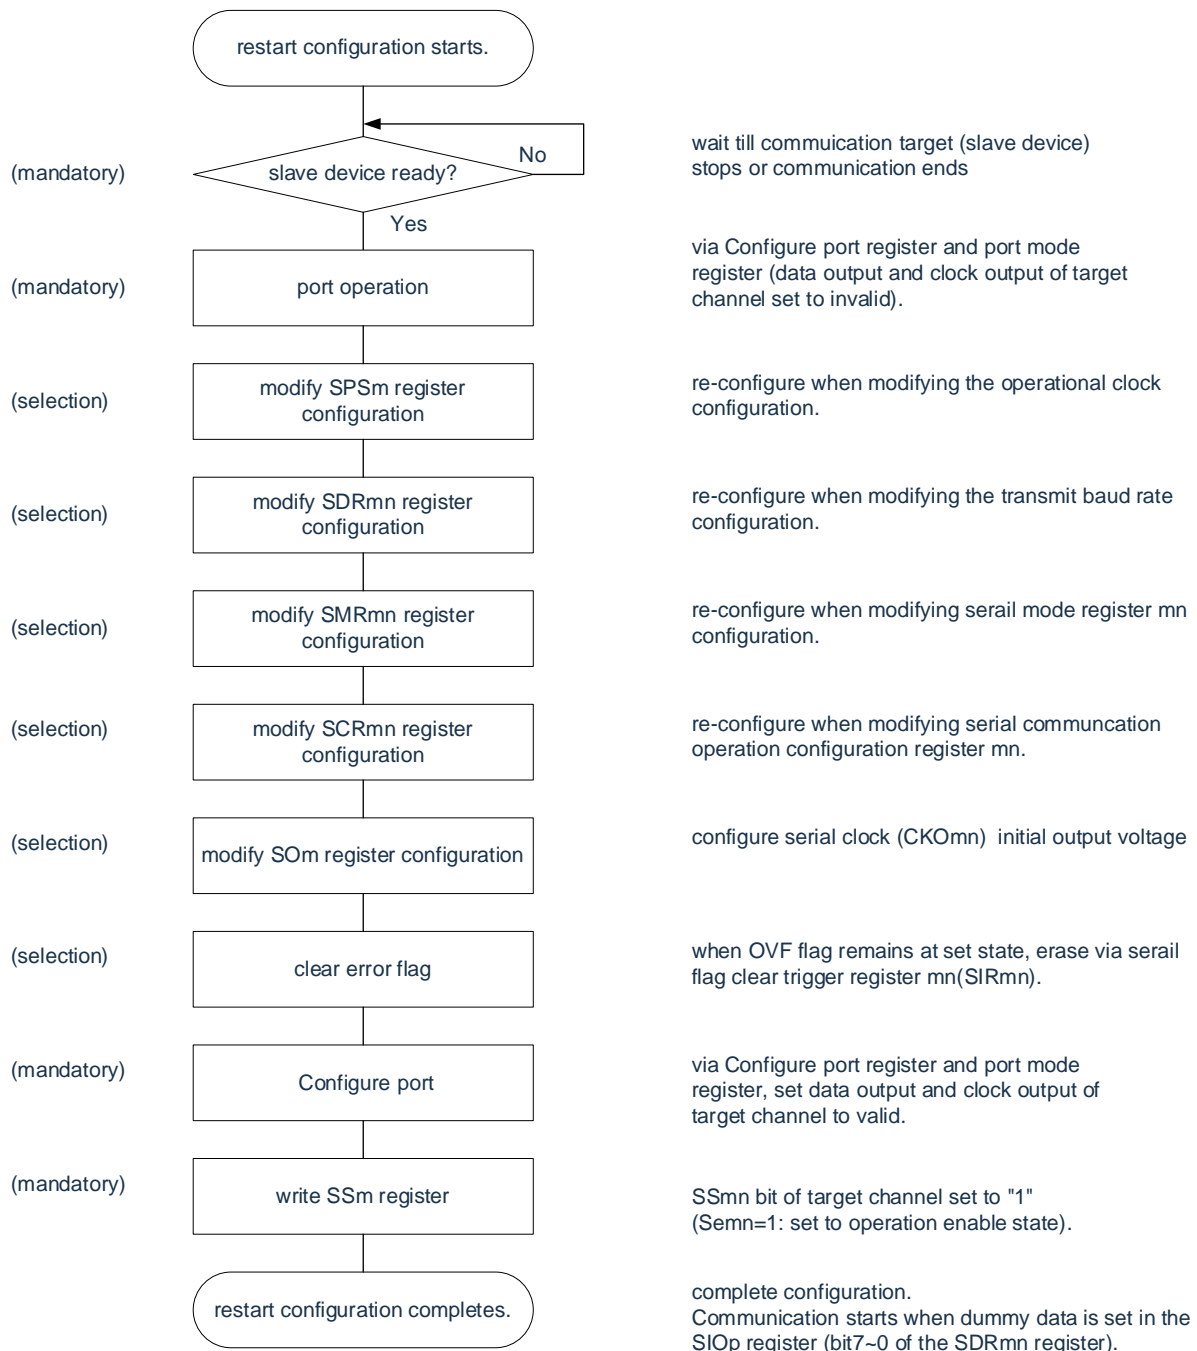 restart configuration starts.
(mandatory)
slave device ready?
No
Yes
wait till commuication target (slave device)
stops or communication ends
(mandatory)
port operation
via Configure port register and port mode
register (data output and clock output of target
channel set to invalid).
(selection)
modify SPSm register
configuration
re-configure when modifying the operational clock
configuration.
(selection)
modify SDRmn register
configuration
re-configure when modifying the transmit baud rate
configuration.
(selection)
modify SMRmn register
configuration
re-configure when modifying serail mode register mn
configuration.
(selection)
modify SCRmn register
configuration
re-configure when modifying serial communcation
operation configuration register mn.
(selection)
modify SOm register configuration
configure serial clock (CKOmn) initial output voltage
(selection)
clear error flag
when OVF flag remains at set state, erase via serail
flag clear trigger register mn(SIRmn).
(mandatory)
Configure port
via Configure port register and port mode
register, set data output and clock output of
target channel to valid.
(mandatory)
write SSm register
SSmn bit of target channel set to "1"
(Semn=1: set to operation enable state).
restart configuration completes.
complete configuration.
Communication starts when dummy data is set in the
SIOp register (bit7~0 of the SDRmn register).